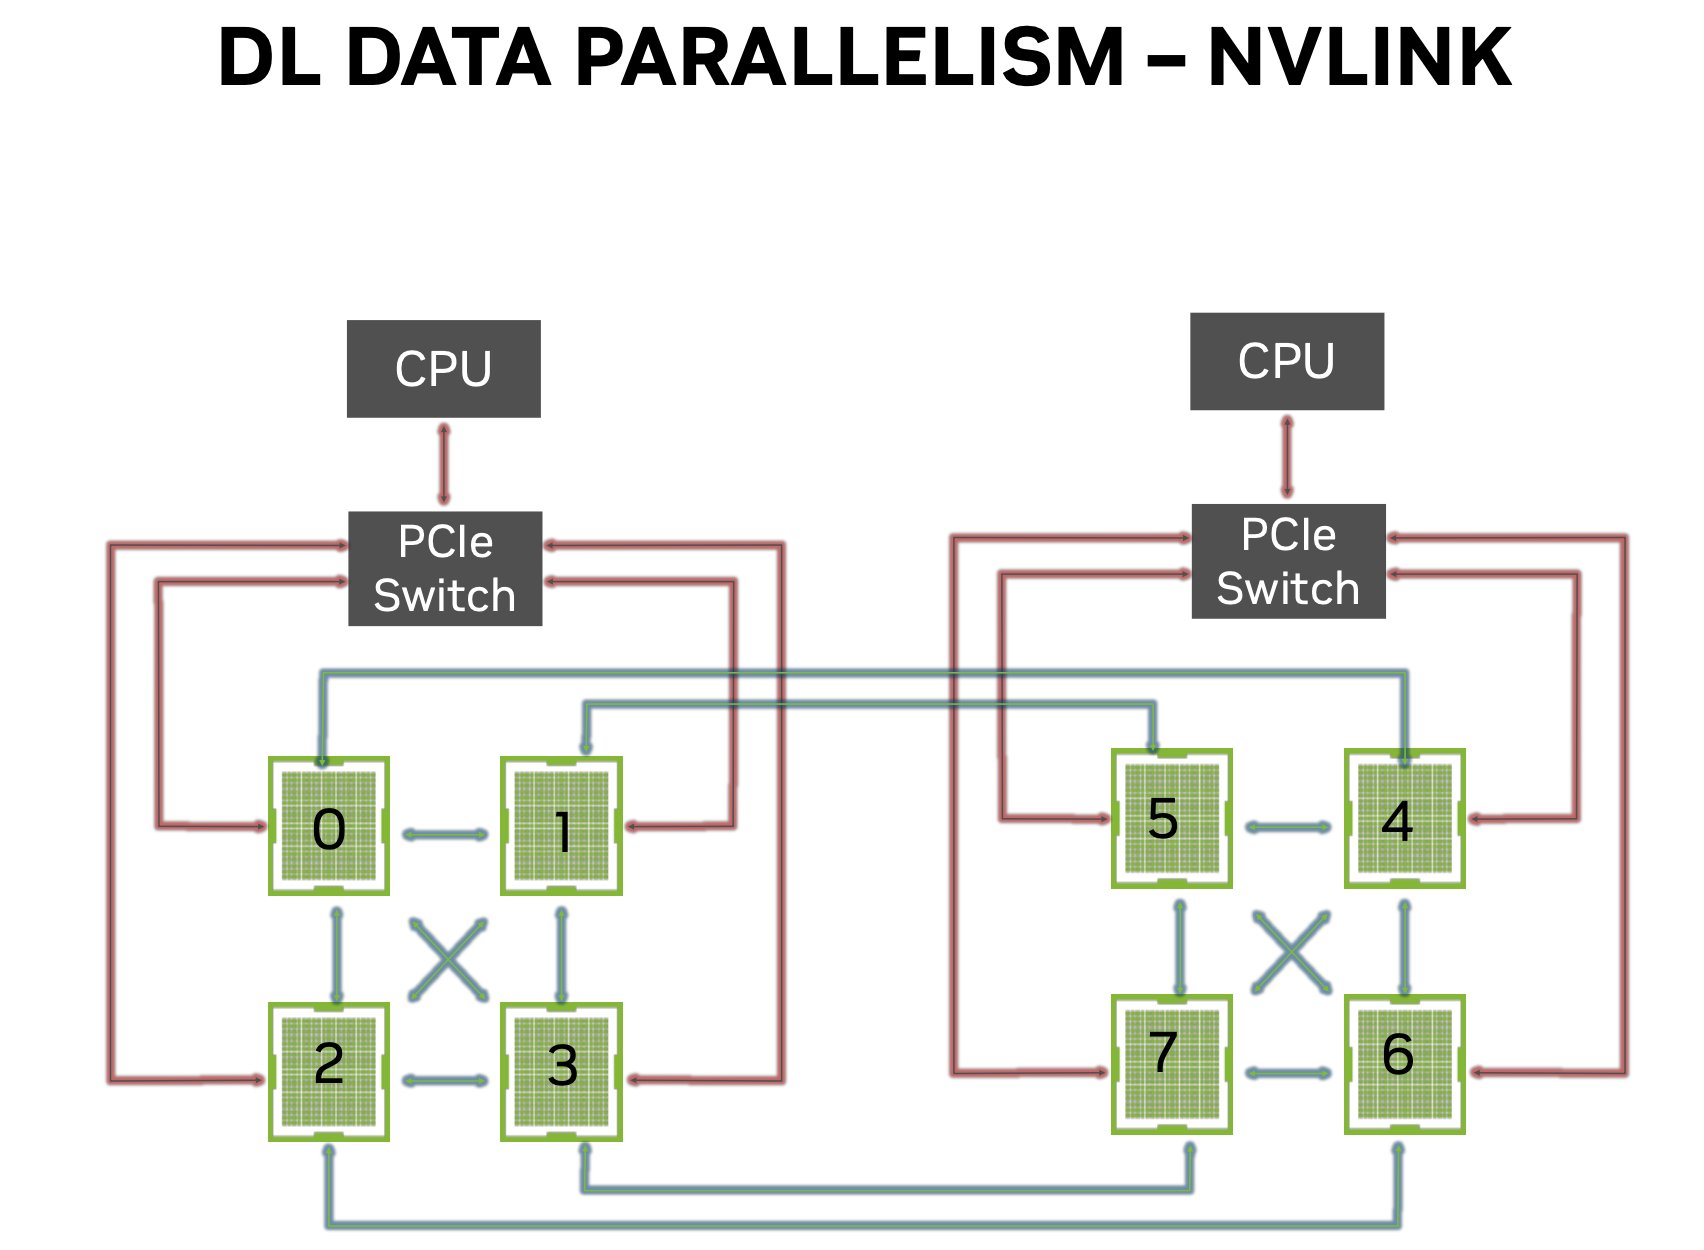 DL DATA PARALLELISM – NVLINK
CPU
CPU
PCIe
Switch
PCIe
Switch
0
1
5
4
2
3
7
6